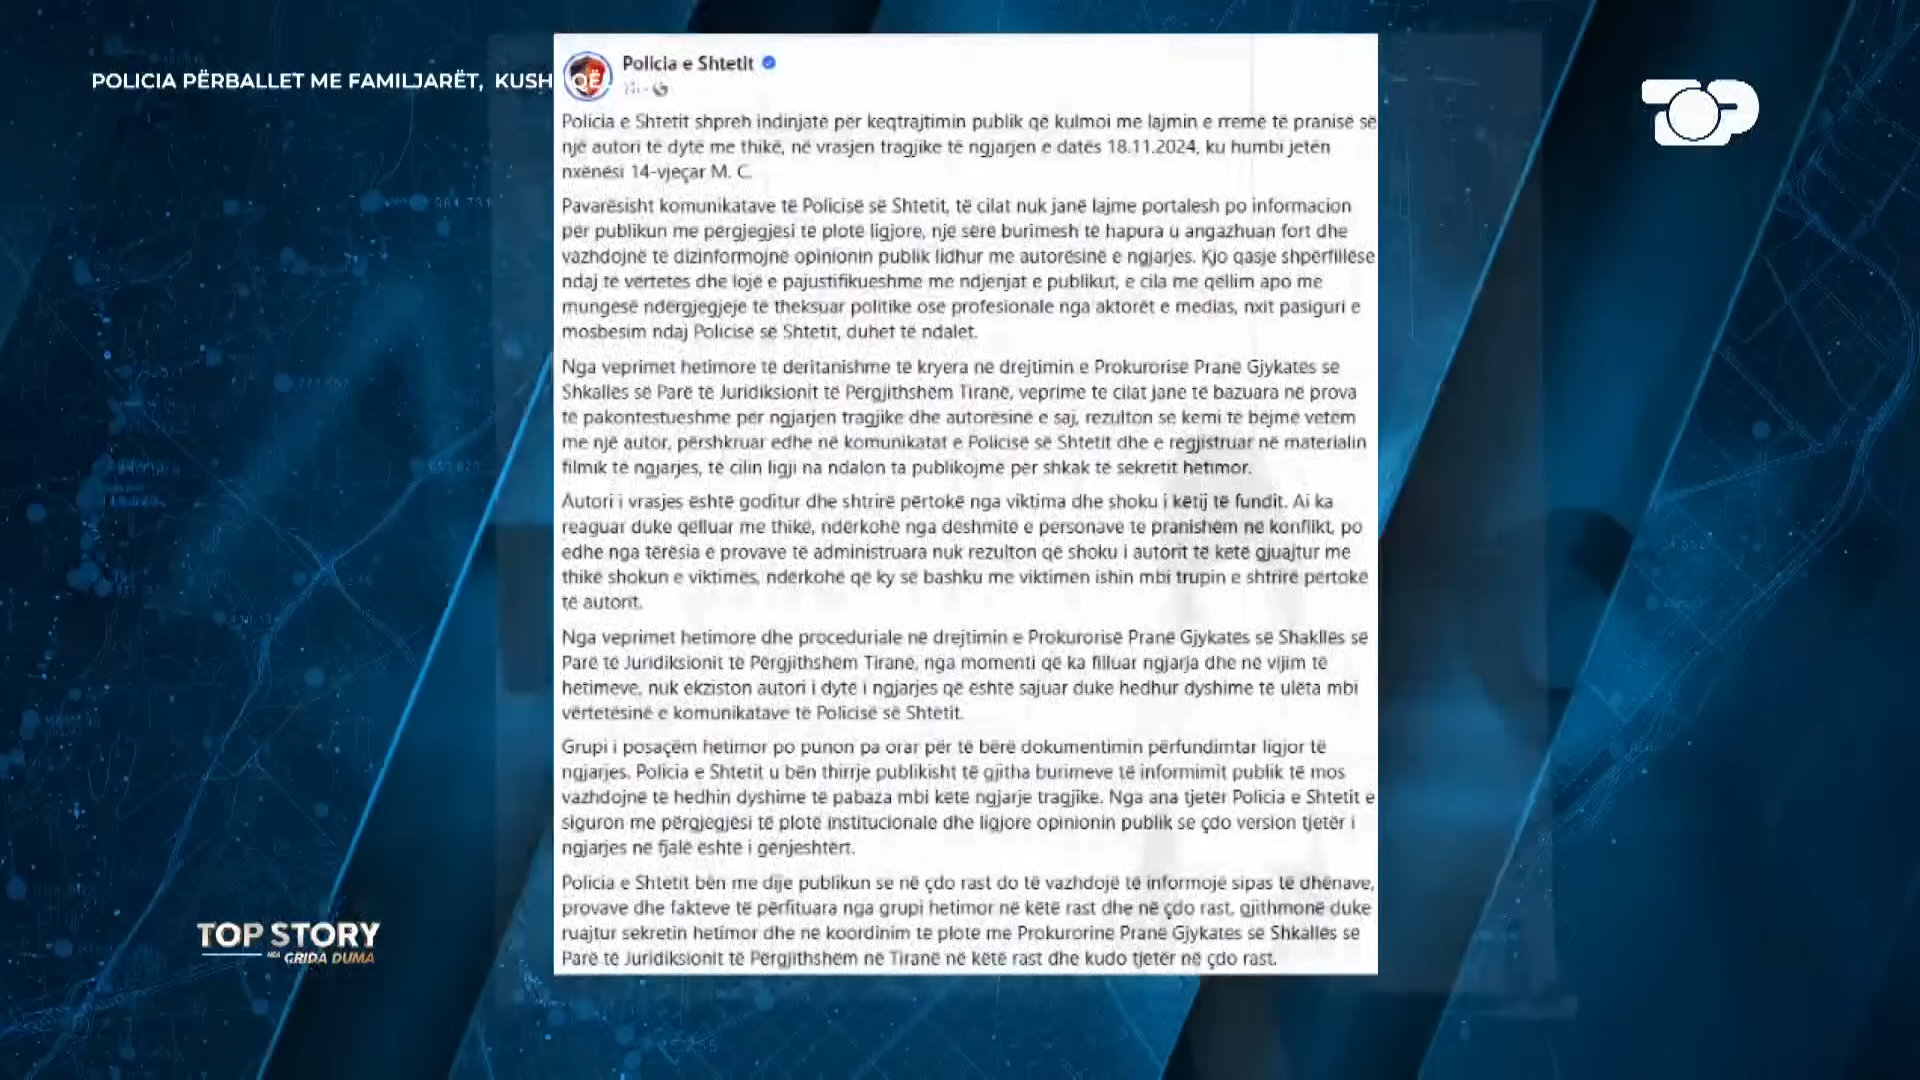 POLICIA PËRBALLET ME FAMILJARËT, KUSH QË
TOP
Policia e Shtetit
Policia e Shtetit shpreh indinjatë për keqtrajtimin publik që kulmoi me lajmin e rremë të pranisë së
një autori të dytë me thikë, në vrasjen tragjike të ngjarjen e datës 18.11.2024, ku humbi jetën
nxënësi 14-vjeçar M. C.
Pavarësisht komunikatave të Policisë së Shtetit, të cilat nuk janë lajme portalesh po informacion
për publikun me përgjegjësi të plotë ligjore, një sërë burimesh të hapura u angazhuan fort dhe
vazhdojnë të dizinformojnë opinionin publik lidhur me autorësinë e ngjarjes. Kjo qasje shpërfillëse
ndaj të vërtetës dhe lojë e pajustifikueshme me ndjenjat e publikut, e cila me qëllim apo me
mungesë ndërgjegjeje të theksuar politike ose profesionale nga aktorët e medias, nxit pasiguri e
mosbesim ndaj Policisë së Shtetit, duhet të ndalet.
Nga veprimet hetimore të deritanishme të kryera në drejtimin e Prokurorisë Pranë Gjykatës së
Shkallës së Parë të Juridiksionit të Përgjithshëm Tiranë, veprime të cilat janë të bazuara në prova
të pakontestueshme për ngjarjen tragjike dhe autorësinë e saj, rezulton se kemi të bëjmë vetëm
me një autor, përshkruar edhe në komunikatat e Policisë së Shtetit dhe e regjistruar në materialin
filmik të ngjarjes, të cilin ligji na ndalon ta publikojmë për shkak të sekretit hetimor.
Autori i vrasjes është goditur dhe shtrirë përtokë nga viktima dhe shoku i këtij të fundit. Ai ka
reaguar duke qëlluar me thikë, ndërkohë nga dëshmitë e personave të pranishëm në konflikt, po
edhe nga tërësia e provave të administruara nuk rezulton që shoku i autorit të ketë gjuajtur me
thikë shokun e viktimës, ndërkohë që ky së bashku me viktimën ishin mbi trupin e shtrirë përtokë
të autorit.
Nga veprimet hetimore dhe proceduriale në drejtimin e Prokurorisë Pranë Gjykatës së Shakllës së
Parë të Juridiksionit të Përgjithshëm Tiranë, nga momenti që ka filluar ngjarja dhe në vijim të
hetimeve, nuk ekziston autori i dytë i ngjarjes që është sajuar duke hedhur dyshime të ulëta mbi
vërtetësinë e komunikatave të Policisë së Shtetit.
Grupi i posaçëm hetimor po punon pa orar për të bërë dokumentimin përfundimtar ligjor të
ngjarjes. Policia e Shtetit u bën thirrje publikisht të gjitha burimeve të informimit publik të mos
vazhdojnë të hedhin dyshime të pabaza mbi këtë ngjarje tragjike. Nga ana tjetër Policia e Shtetit e
siguron me përgjegjësi të plotë institucionale dhe ligjore opinionin publik se çdo version tjetër i
ngjarjes në fjalë është i gënjeshtërt.
Policia e Shtetit bën me dije publikun se në çdo rast do të vazhdojë të informojë sipas të dhënave,
provave dhe fakteve të përfituara nga grupi hetimor në këtë rast dhe në çdo rast, gjithmonë duke
ruajtur sekretin hetimor dhe në koordinim të plotë me Prokurorinë Pranë Gjykatës së Shkallës së
Parë të Juridiksionit të Përgjithshëm në Tiranë në këtë rast dhe kudo tjetër në çdo rast.
TOP STORY
NGA GRIDA DUMA